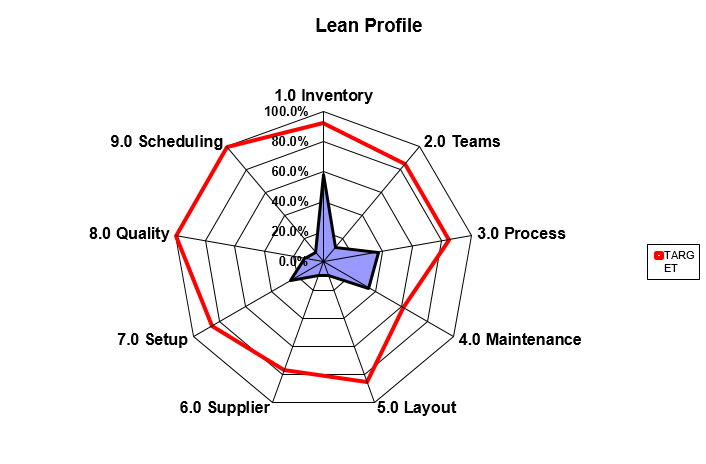 Lean Profile
1.0 Inventory
100.0%
9.0 Scheduling
80.0%
2.0 Teams
60.0%
40.0%
8.0 Quality
20.0%
3.0 Process
0.0%
TARG
ET
7.0 Setup
4.0 Maintenance
6.0 Supplier
5.0 Layout